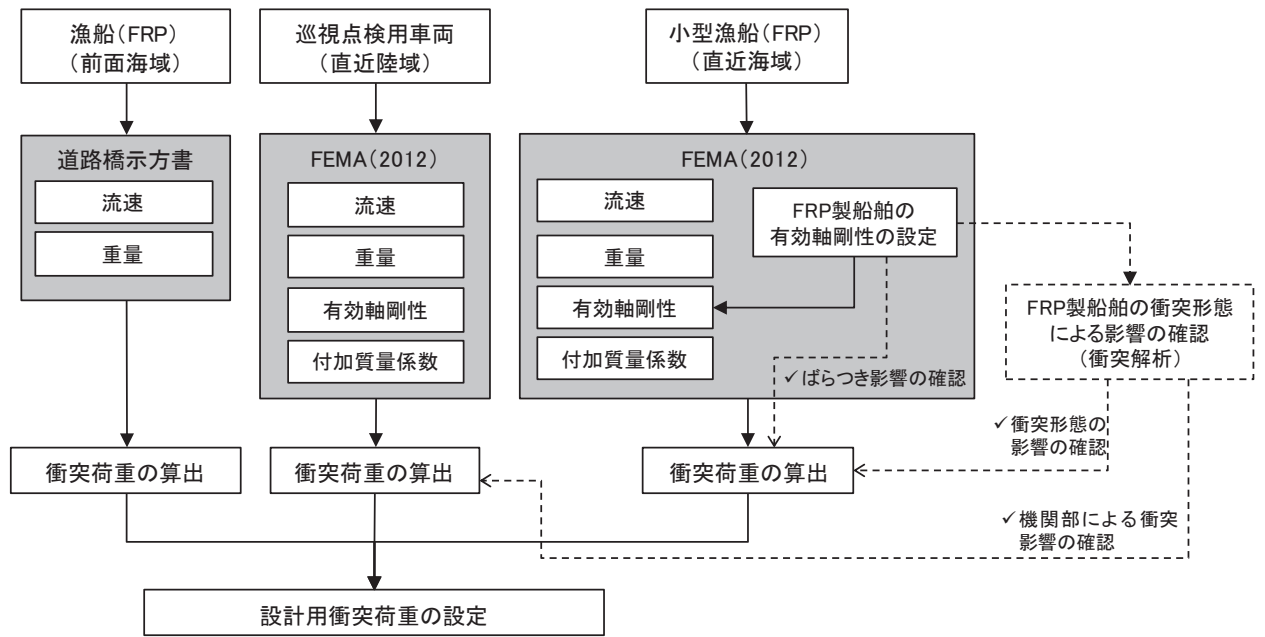 漁船(FRP)
(前面海域)
巡視点検用車両
(直近陸域)
小型漁船(FRP)
(直近海域)
道路橋示方書
流速
重量
FEMA(2012)
流速
重量
有効軸剛性
付加質量係数
FEMA(2012)
流速
重量
有効軸剛性
付加質量係数
FRP製船舶の
有効軸剛性の設定
✓ばらつき影響の確認
FRP製船舶の衝突形態
による影響の確認
(衝突解析)
✓衝突形態の
影響の確認
✓機関部による衝突
影響の確認
衝突荷重の算出
衝突荷重の算出
衝突荷重の算出
設計用衝突荷重の設定